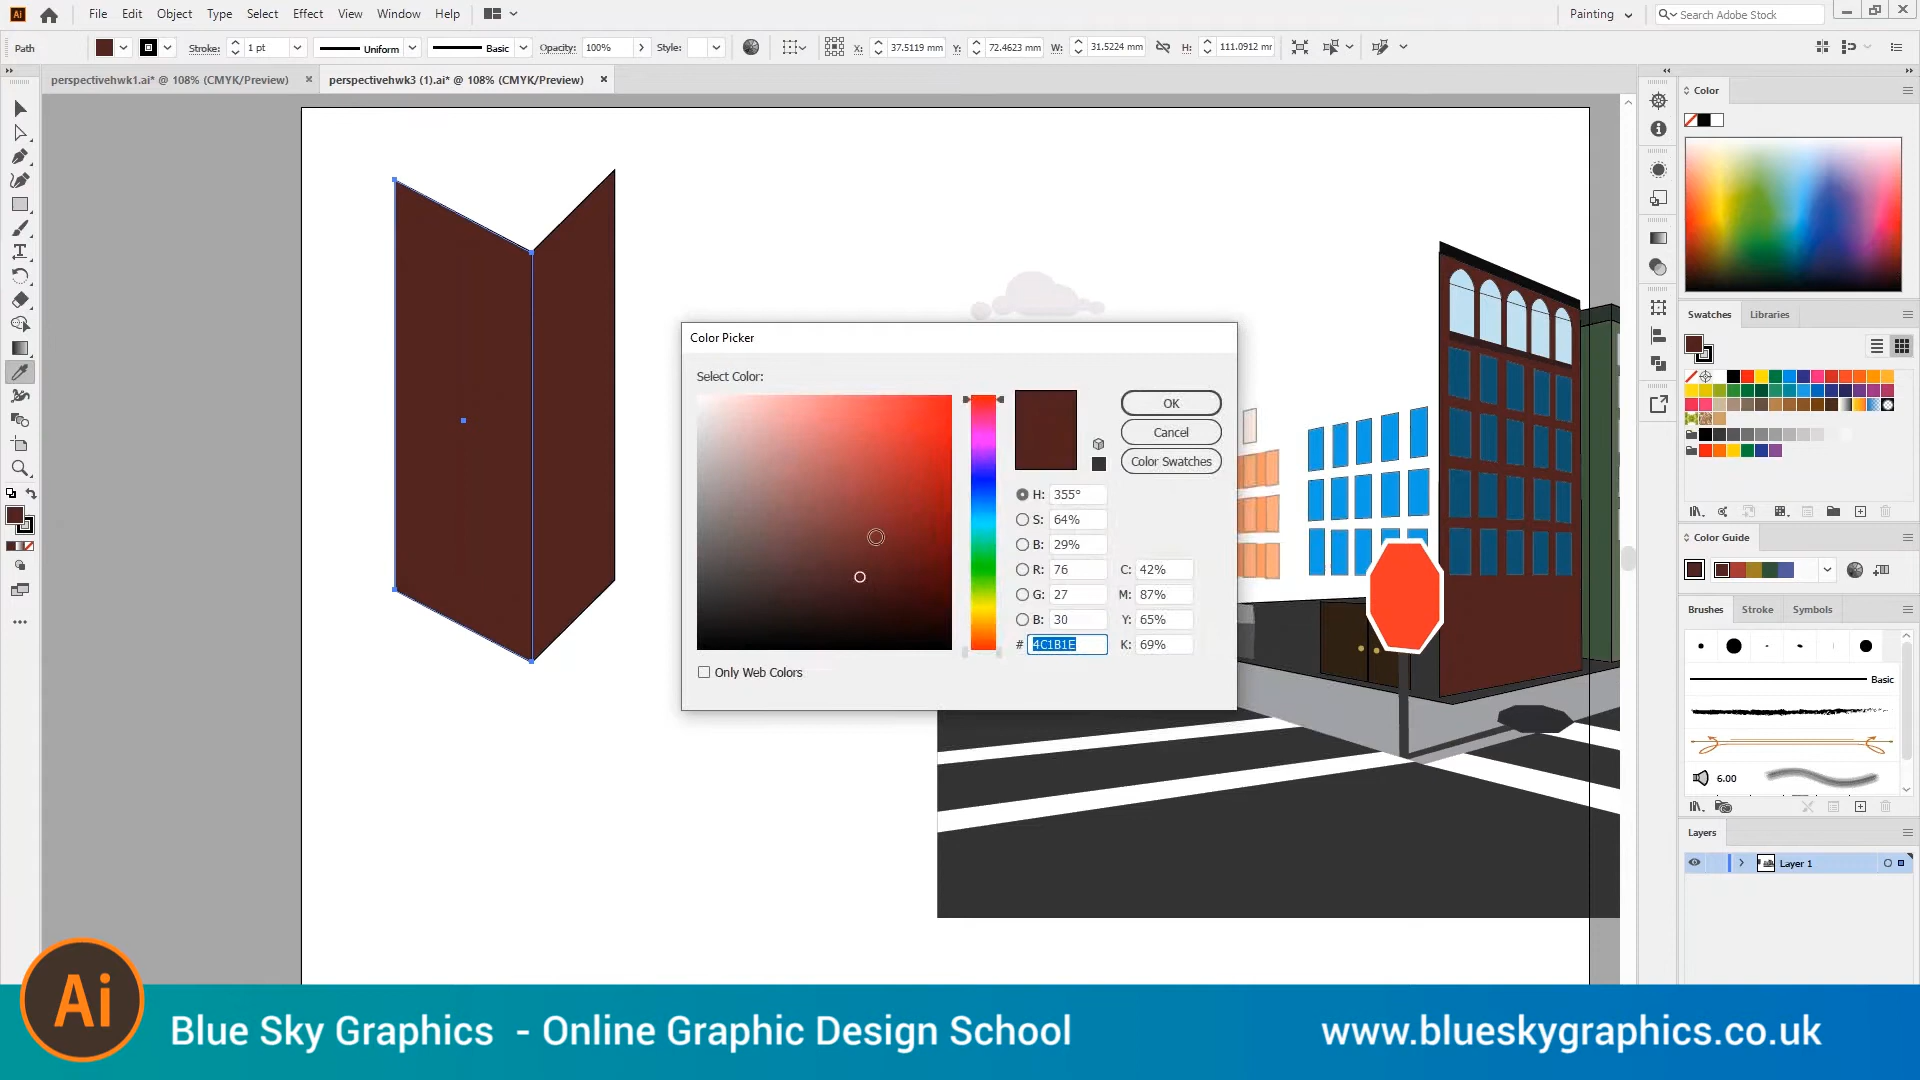 Ai
File Edit Object Type Select Effect View Window Help
Painting
Search Adobe Stock
Path
Stroke: 1 pt
Uniform
Basic
Opacity: 100%
Style:
X: 37.5119 mm
Y: 72.4623 mm
W: 31.5224 mm
H: 111.0912 mm
perspectivehwk1.ai* @ 108% (CMYK/Preview)
perspectivehwk3 (1).ai* @ 108% (CMYK/Preview)
Color
Color Picker
Select Color:
OK
Cancel
Color Swatches
H: 355°
S: 64%
B: 29%
R: 76
G: 27
B: 30
# 4C1B1E
C: 42%
M: 87%
Y: 65%
K: 69%
Only Web Colors
Swatches Libraries
Color Guide
Brushes Stroke Symbols
Basic
6.00
Layers
Layer 1
Ai
Blue Sky Graphics - Online Graphic Design School
www.blueskygraphics.co.uk